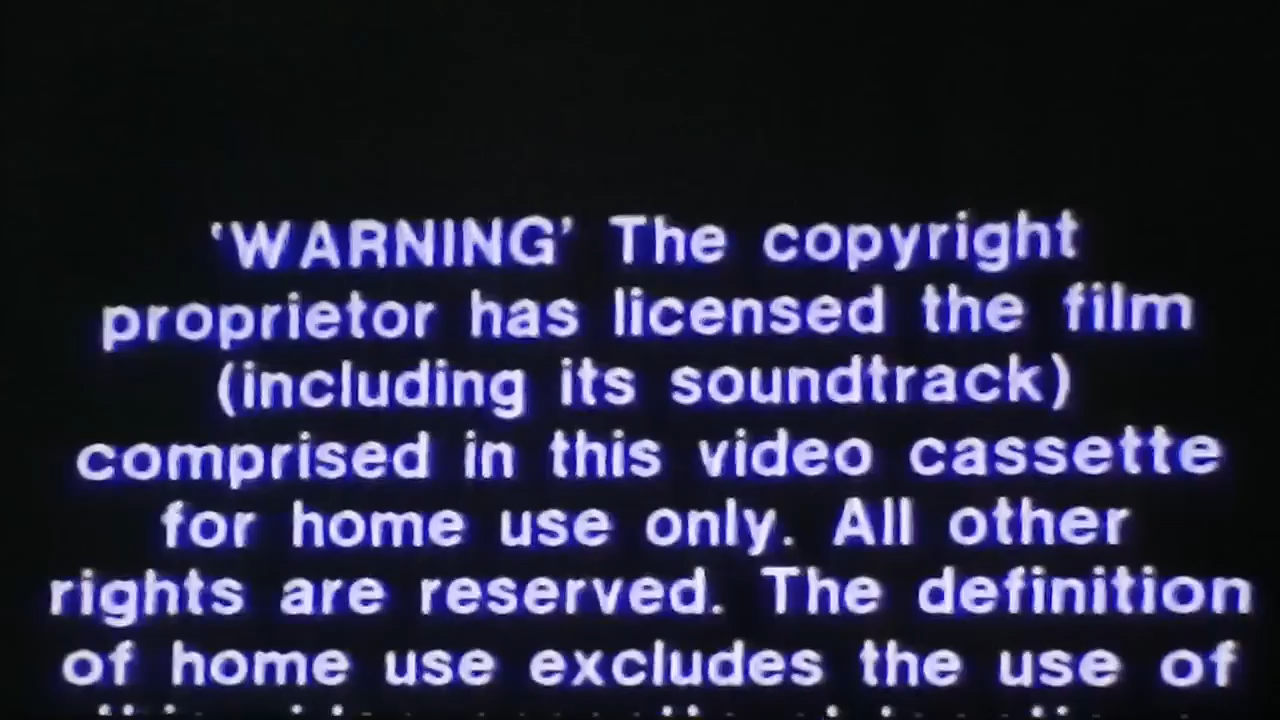 'WARNING' The copyright
proprietor has licensed the film
(including its soundtrack)
comprised in this video cassette
for home use only. All other
rights are reserved. The definition
of home use excludes the use of